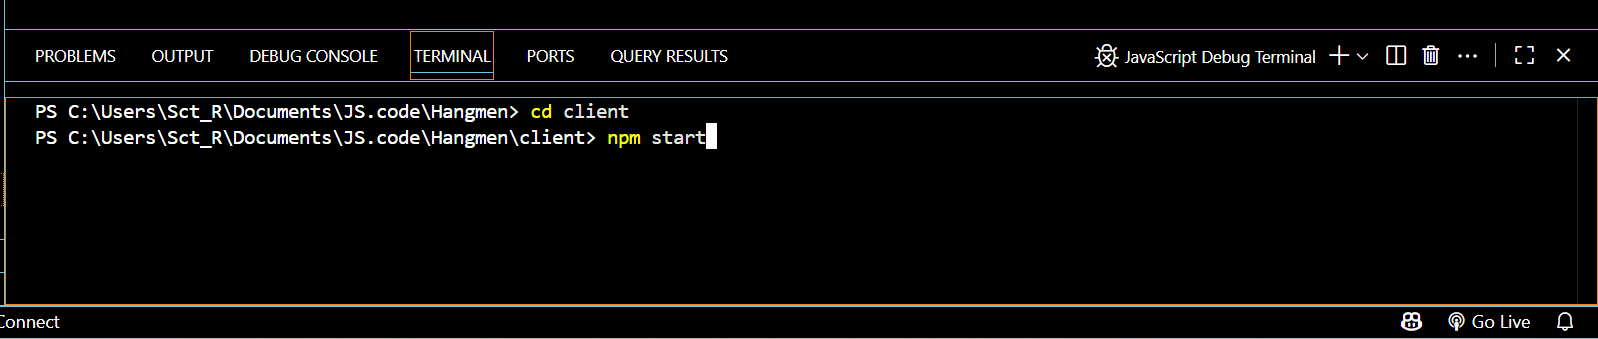 PROBLEMS OUTPUT DEBUG CONSOLE TERMINAL PORTS QUERY RESULTS JavaScript Debug Terminal
PS C:\Users\Sct_R\Documents\JS.code\Hangmen> cd client
PS C:\Users\Sct_R\Documents\JS.code\Hangmen\client> npm start
Connect Go Live